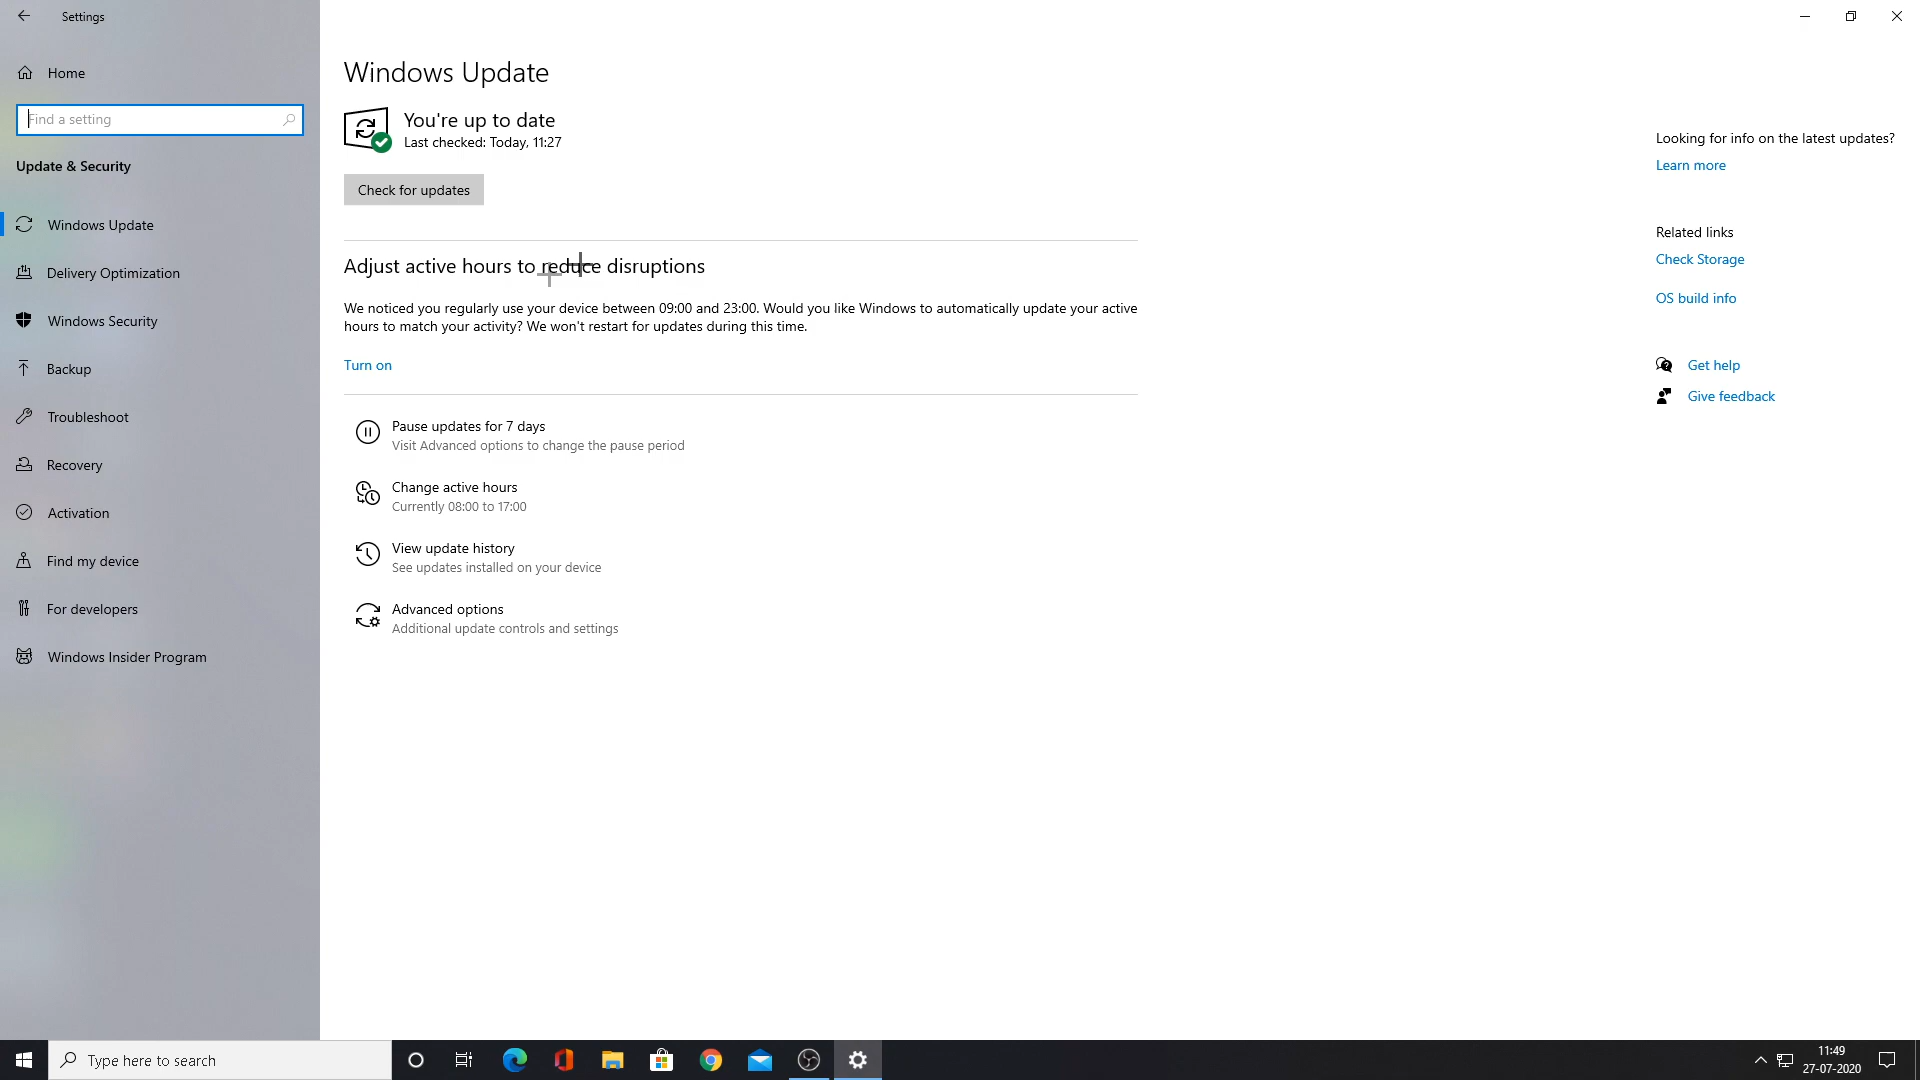 Settings
Home
Find a setting
Update & Security
Windows Update
Delivery Optimization
Windows Security
Backup
Troubleshoot
Recovery
Activation
Find my device
For developers
Windows Insider Program
Windows Update
You're up to date
Last checked: Today, 11:27
Check for updates
Adjust active hours to reduce disruptions
We noticed you regularly use your device between 09:00 and 23:00. Would you like Windows to automatically update your active
hours to match your activity? We won't restart for updates during this time.
Turn on
Pause updates for 7 days
Visit Advanced options to change the pause period
Change active hours
Currently 08:00 to 17:00
View update history
See updates installed on your device
Advanced options
Additional update controls and settings
Looking for info on the latest updates?
Learn more
Related links
Check Storage
OS build info
Get help
Give feedback
Type here to search
11:49
27-07-2020